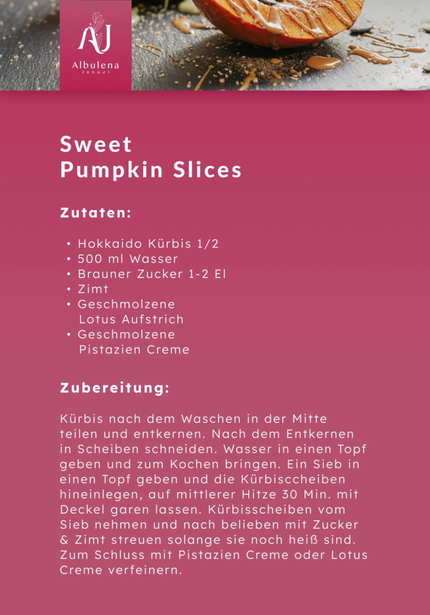 AJ
Albulena
Januzi
Sweet
Pumpkin Slices
Zutaten:
• Hokkaido Kürbis 1/2
• 500 ml Wasser
• Brauner Zucker 1-2 El
• Zimt
• Geschmolzene
Lotus Aufstrich
• Geschmolzene
Pistazien Creme
Zubereitung:
Kürbis nach dem Waschen in der Mitte
teilen und entkernen. Nach dem Entkernen
in Scheiben schneiden. Wasser in einen Topf
geben und zum Kochen bringen. Ein Sieb in
einen Topf geben und die Kürbisccheiben
hineinlegen, auf mittlerer Hitze 30 Min. mit
Deckel garen lassen. Kürbisscheiben vom
Sieb nehmen und nach belieben mit Zucker
& Zimt streuen solange sie noch heiß sind.
Zum Schluss mit Pistazien Creme oder Lotus
Creme verfeinern.